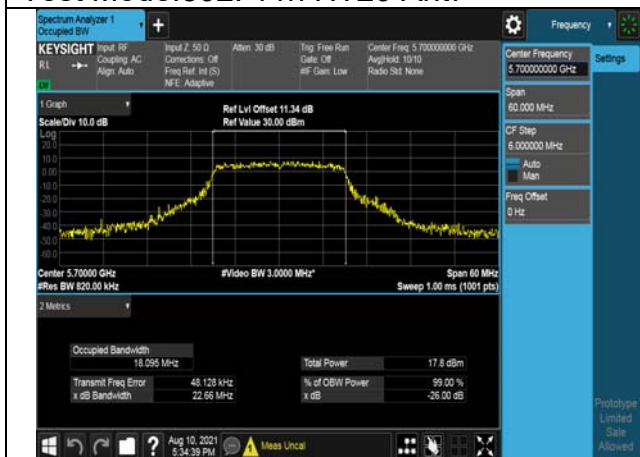 Spectrum Analyzer 1
Occupied BW
Frequency
KEYSIGHT
RL
Input: RF
Coupling: AC
Align: Auto
Input Z: 50 Ω
Corrections: Off
Freq Ref: Int (S)
NFE: Adaptive
Atten: 30 dB
Trig: Free Run
Gate: Off
#IF Gain: Low
Center Freq: 5.700000000 GHz
Avg|Hold: 10/10
Radio Std: None
Center Frequency
5.700000000 GHz
Settings
Span
60.000 MHz
CF Step
6.000000 MHz
Auto
Man
Freq Offset
0 Hz
1 Graph
Scale/Div 10.0 dB
Ref Lvl Offset 11.34 dB
Ref Value 30.00 dBm
Log
20.0
10.0
0.00
-10.0
-20.0
-30.0
-40.0
-50.0
-60.0
Center 5.70000 GHz
#Video BW 3.0000 MHz*
Span 60 MHz
#Res BW 820.00 kHz
Sweep 1.00 ms (1001 pts)
2 Metrics
Occupied Bandwidth
18.095 MHz
Total Power 17.8 dBm
Transmit Freq Error 48.128 kHz
% of OBW Power 99.00 %
x dB Bandwidth 22.66 MHz
x dB -26.00 dB
Prototype
Limited
Sale
Allowed
Aug 10, 2021
5:34:39 PM
Meas Uncal